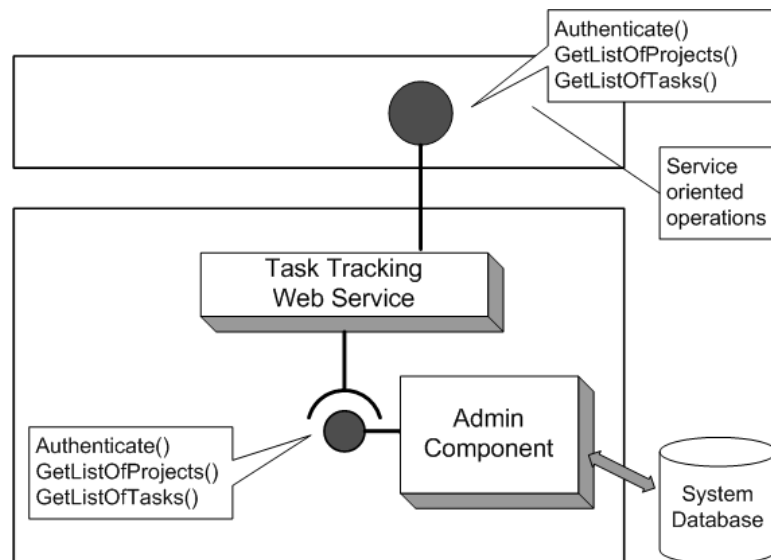 Authenticate()
GetListOfProjects()
GetListOfTasks()
Service
oriented
operations
Task Tracking
Web Service
Admin
Component
Authenticate()
GetListOfProjects()
GetListOfTasks()
System
Database